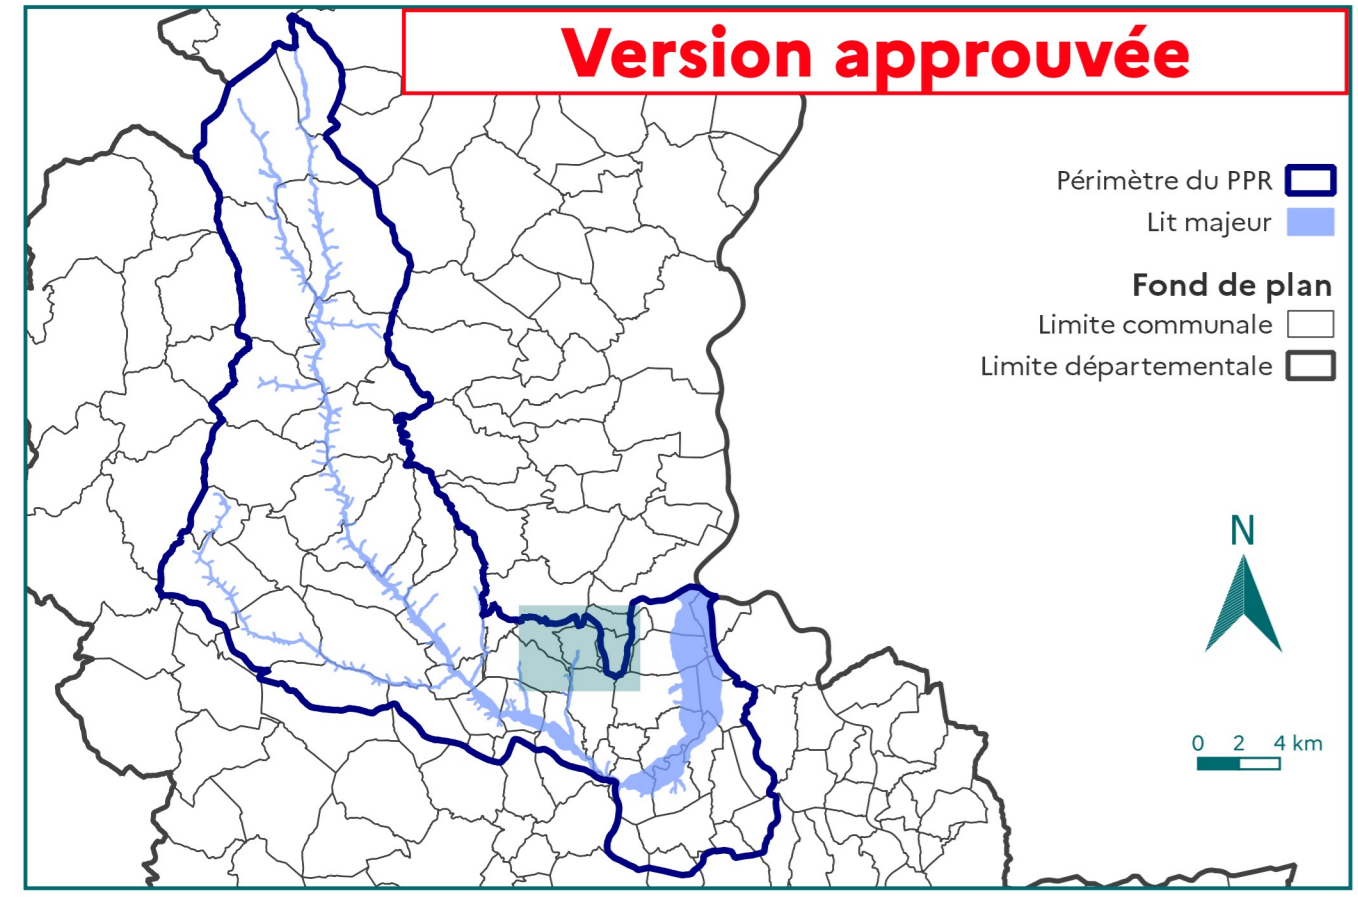 Version approuvée
Périmètre du PPR
Lit majeur
Fond de plan
Limite communale
Limite départementale
N
0 2 4 km